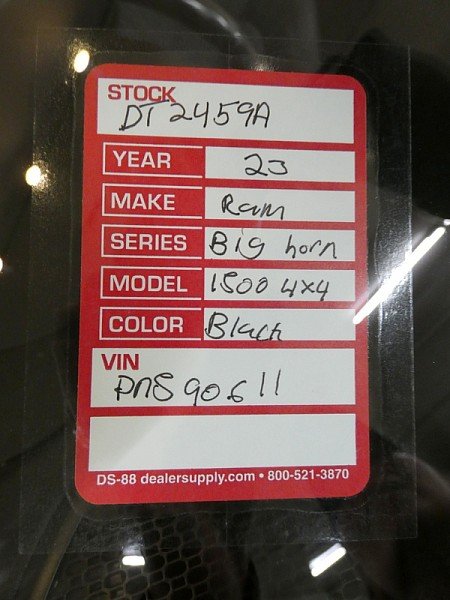 STOCK
DT 2459A
YEAR 23
MAKE Ram
SERIES Big horn
MODEL 1500 4x4
COLOR Black
VIN
PN590611
DS-88 dealersupply.com • 800-521-3870